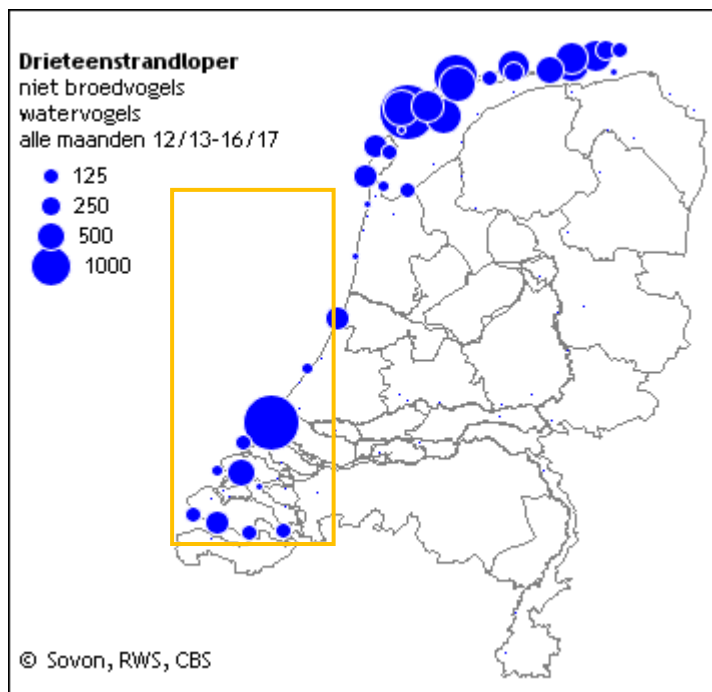 Drieteenstrandloper
niet broedvogels
watervogels
alle maanden 12/13-16/17
125
250
500
1000
© Sovon, RWS, CBS